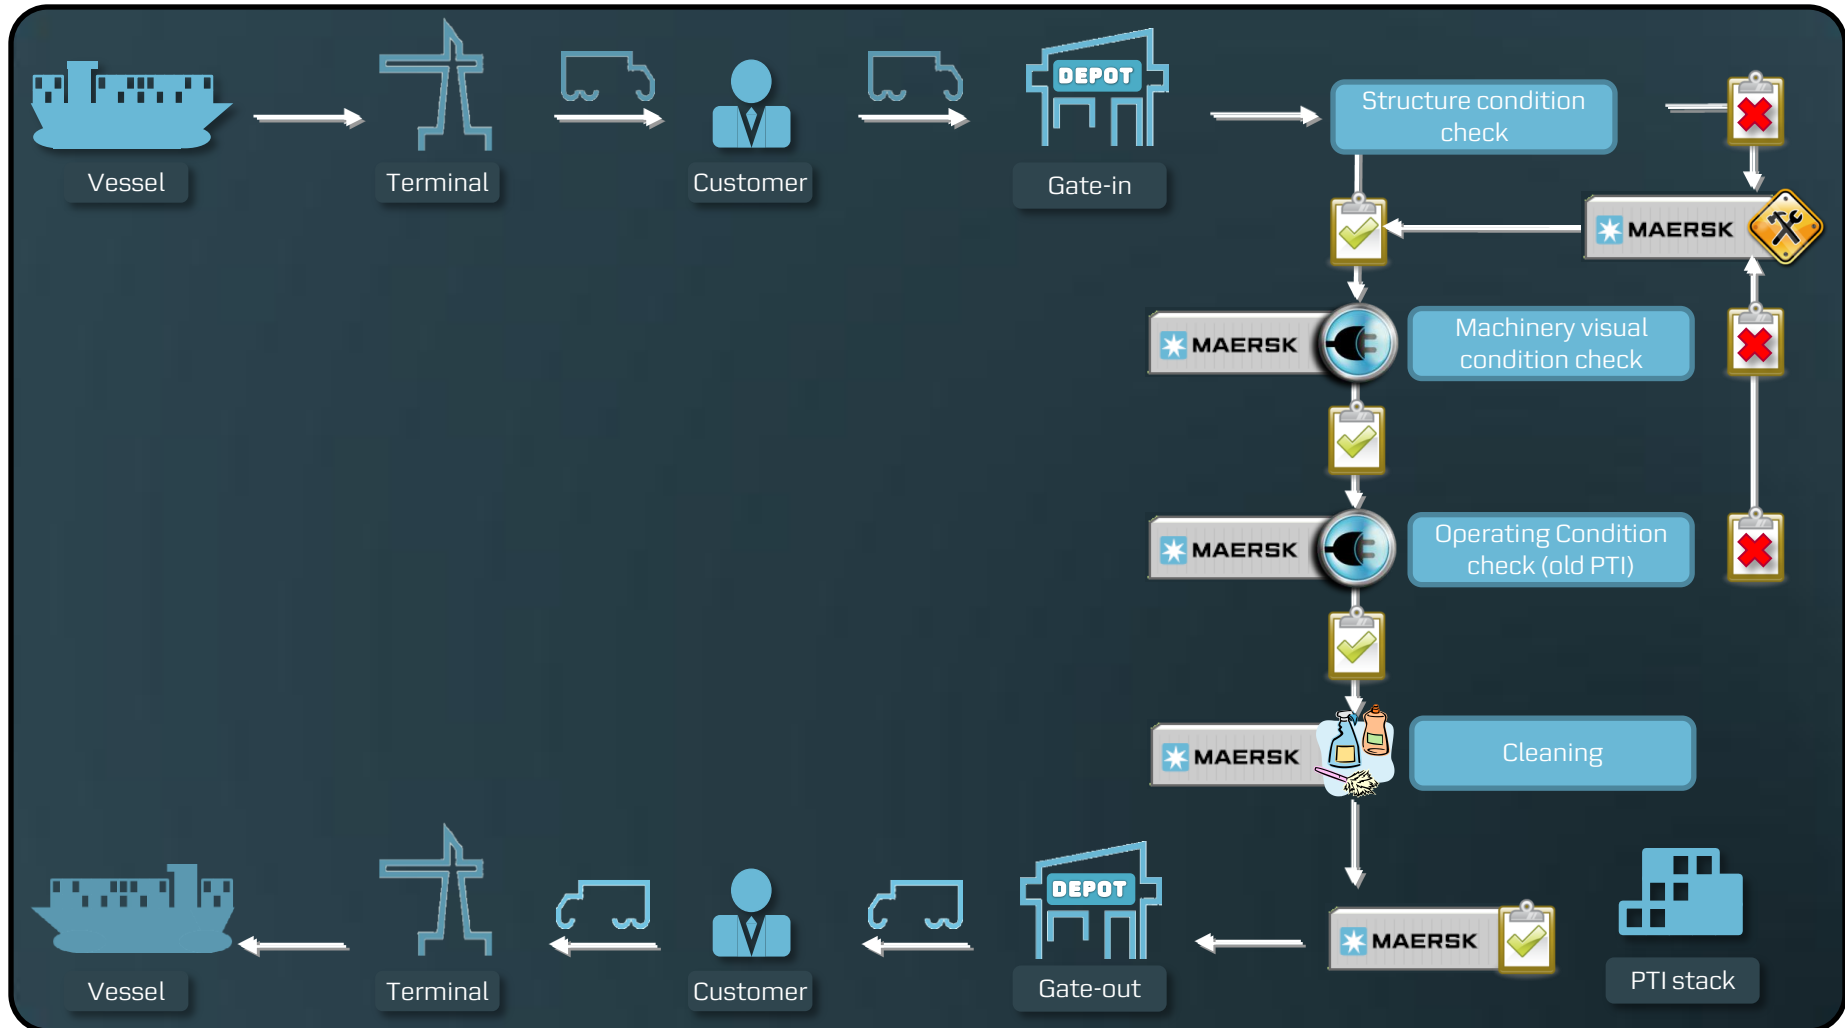 DEPOT
Vessel
Terminal
Customer
Gate-in
Structure condition
check
MAERSK
MAERSK
Machinery visual
condition check
MAERSK
Operating Condition
check (old PTI)
MAERSK
Cleaning
DEPOT
MAERSK
Vessel
Terminal
Customer
Gate-out
PTI stack